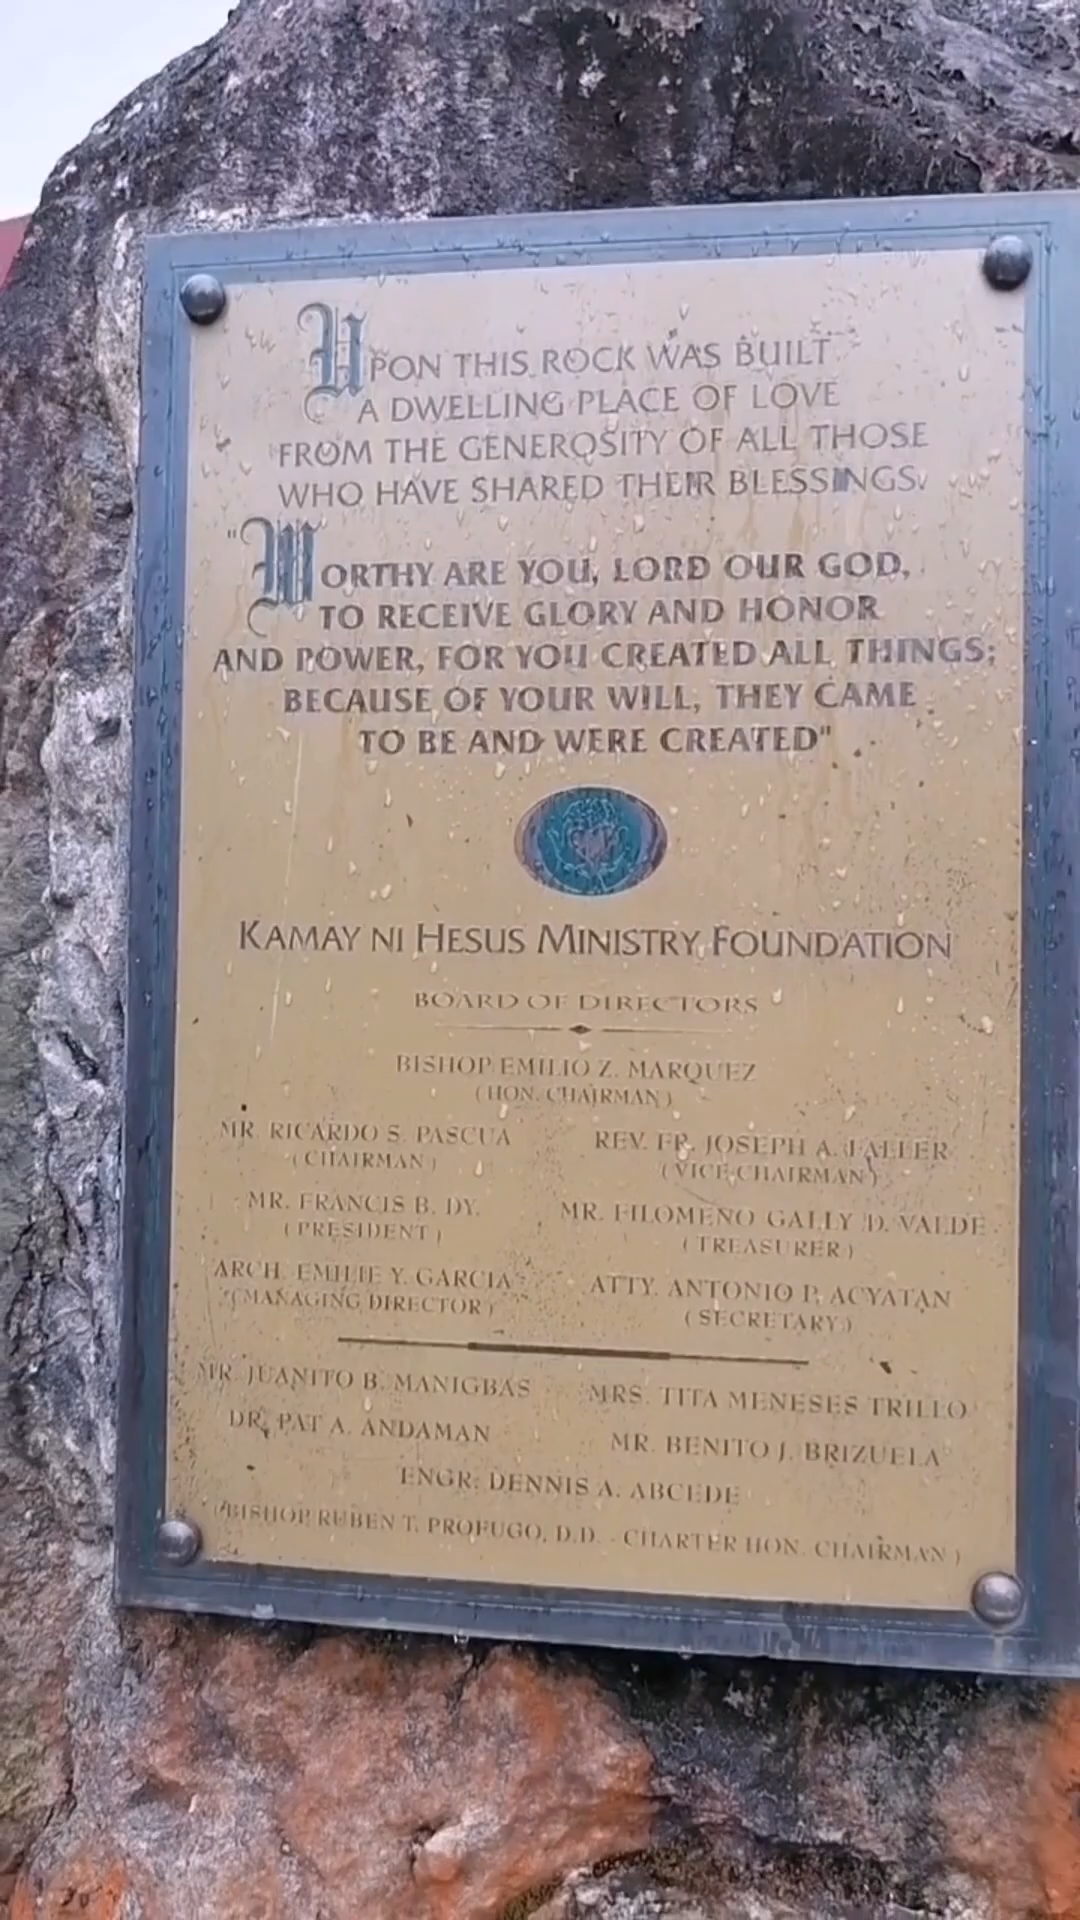 UPON THIS ROCK WAS BUILT
A DWELLING PLACE OF LOVE
FROM THE GENEROSITY OF ALL THOSE
WHO HAVE SHARED THEIR BLESSINGS.
"WORTHY ARE YOU, LORD OUR GOD,
TO RECEIVE GLORY AND HONOR
AND POWER, FOR YOU CREATED ALL THINGS;
BECAUSE OF YOUR WILL, THEY CAME
TO BE AND WERE CREATED"
KAMAY NI HESUS MINISTRY FOUNDATION
BOARD OF DIRECTORS
BISHOP EMILIO Z. MARQUEZ
(HON. CHAIRMAN)
MR. RICARDO S. PASCUA REV. FR. JOSEPH A. FALLER
(CHAIRMAN) (VICE CHAIRMAN)
MR. FRANCIS B. DY. MR. FILOMENO GALLY D. VALDE
(PRESIDENT) (TREASURER)
ARCH. EMILIE Y. GARCIA ATTY. ANTONIO P. ACYATAN
(MANAGING DIRECTOR) (SECRETARY)
MR. JUANITO B. MANIGBAS MRS. TITA MENESES TRILLO
DR. PAT A. ANDAMAN MR. BENITO J. BRIZUELA
ENGR. DENNIS A. ABCEDE
(BISHOP RUBEN T. PROFUGO, D.D. - CHARTER HON. CHAIRMAN)